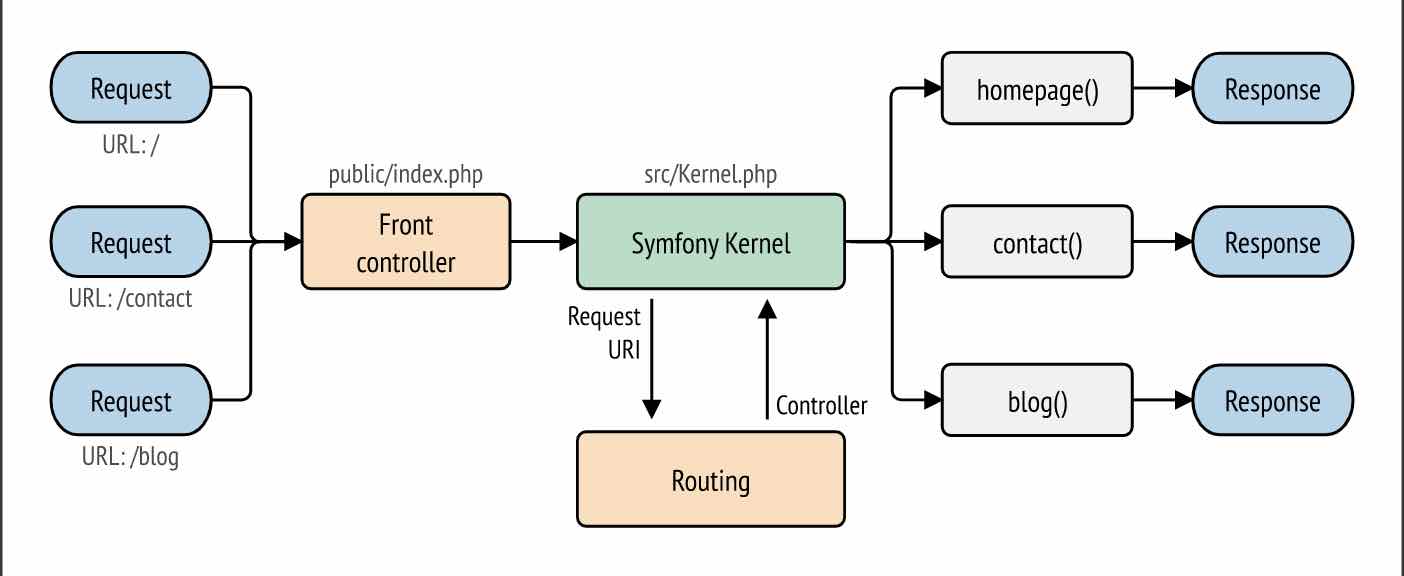 Request
URL: /
Request
URL: /contact
Request
URL: /blog
public/index.php
Front
controller
src/Kernel.php
Symfony Kernel
Request
URI
Controller
Routing
homepage()
Response
contact()
Response
blog()
Response